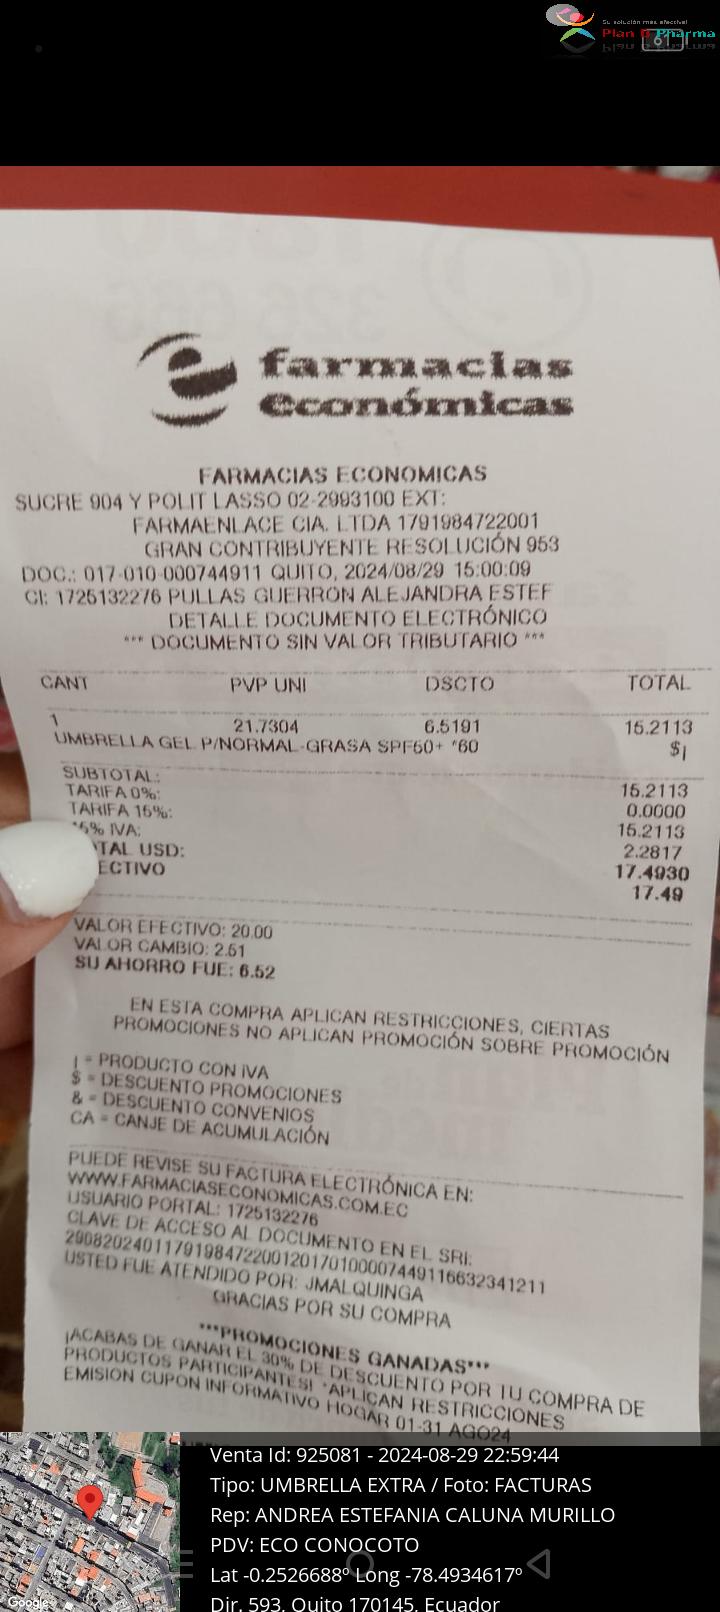 Su solución más efectiva!
Plan B Pharma
farmacias
económicas
FARMACIAS ECONOMICAS
SUCRE 904 Y POLIT LASSO 02-2993100 EXT:
FARMAENLACE CIA. LTDA 1791984722001
GRAN CONTRIBUYENTE RESOLUCIÓN 953
DOC.: 017-010-000744911 QUITO, 2024/08/29 15:00:09
CI: 1725132276 PULLAS GUERRON ALEJANDRA ESTEF
DETALLE DOCUMENTO ELECTRÓNICO
*** DOCUMENTO SIN VALOR TRIBUTARIO ***
CANT PVP UNI DSCTO TOTAL
1 21.7304 6.5191 15.2113
UMBRELLA GEL P/NORMAL-GRASA SPF60+ *60 $¡
SUBTOTAL: 15.2113
TARIFA 0%: 0.0000
TARIFA 15%: 15.2113
15% IVA: 2.2817
TAL USD: 17.4930
ECTIVO 17.49
VALOR EFECTIVO: 20.00
VALOR CAMBIO: 2.51
SU AHORRO FUE: 6.52
EN ESTA COMPRA APLICAN RESTRICCIONES, CIERTAS
PROMOCIONES NO APLICAN PROMOCIÓN SOBRE PROMOCIÓN
¡ = PRODUCTO CON IVA
$ = DESCUENTO PROMOCIONES
& = DESCUENTO CONVENIOS
CA = CANJE DE ACUMULACIÓN
PUEDE REVISE SU FACTURA ELECTRÓNICA EN:
WWW.FARMACIASECONOMICAS.COM.EC
USUARIO PORTAL: 1725132276
CLAVE DE ACCESO AL DOCUMENTO EN EL SRI:
2908202401179198472200120170100007449116632341211
USTED FUE ATENDIDO POR: JMALQUINGA
GRACIAS POR SU COMPRA
***PROMOCIONES GANADAS***
¡ACABAS DE GANAR EL 30% DE DESCUENTO POR TU COMPRA DE
PRODUCTOS PARTICIPANTES! *APLICAN RESTRICCIONES
EMISION CUPON INFORMATIVO HOGAR 01-31 AGO24
Venta Id: 925081 - 2024-08-29 22:59:44
Tipo: UMBRELLA EXTRA / Foto: FACTURAS
Rep: ANDREA ESTEFANIA CALUNA MURILLO
PDV: ECO CONOCOTO
Lat -0.2526688º Long -78.4934617º
Dir. 593, Quito 170145, Ecuador
Google